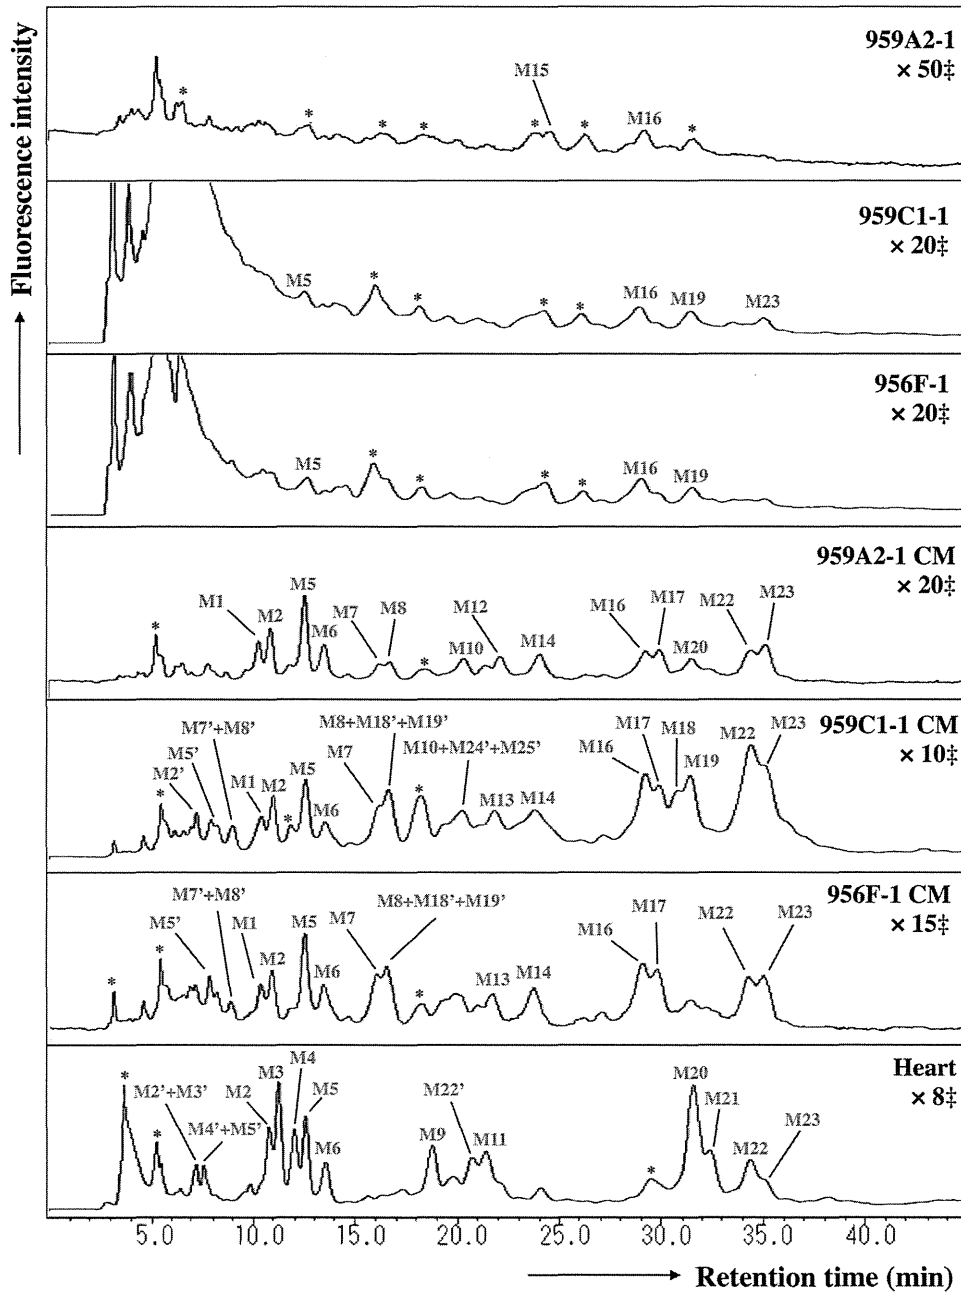 Fluorescence intensity
959A2-1
× 50‡
*
*
*
*
*
M15
*
M16
*
959C1-1
× 20‡
M5
*
*
*
*
M16
M19
M23
956F-1
× 20‡
M5
*
*
*
*
M16
M19
959A2-1 CM
× 20‡
*
M1
M2
M5
M6
M7
M8
*
M10
M12
M14
M16
M17
M20
M22
M23
959C1-1 CM
× 10‡
*
M2’
M5’
M7’+M8’
M1
M2
*
M5
M6
M7
M8+M18’+M19’
*
M10+M24’+M25’
M13
M14
M16
M17
M18
M19
M22
M23
956F-1 CM
× 15‡
*
*
M5’
M7’+M8’
M1
M2
M5
M6
M7
M8+M18’+M19’
*
M13
M14
M16
M17
M22
M23
Heart
× 8‡
*
*
M2’+M3’
M4’+M5’
M2
M3
M4
M5
M6
M9
M22’
M11
*
M20
M21
M22
M23
5.0 10.0 15.0 20.0 25.0 30.0 35.0 40.0
Retention time (min)